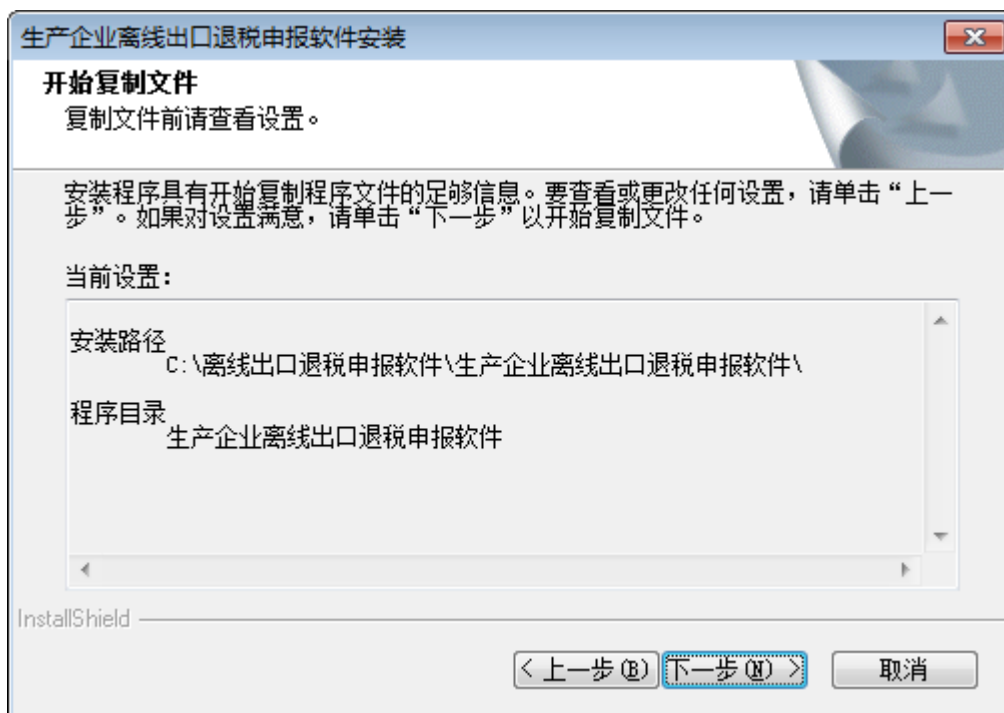 生产企业离线出口退税申报软件安装
开始复制文件
复制文件前请查看设置。
安装程序具有开始复制程序文件的足够信息。要查看或更改任何设置，请单击“上一
步”。如果对设置满意，请单击“下一步”以开始复制文件。
当前设置:
安装路径
C:\离线出口退税申报软件\生产企业离线出口退税申报软件\
程序目录
生产企业离线出口退税申报软件
InstallShield
< 上一步(B)
下一步(N) >
取消